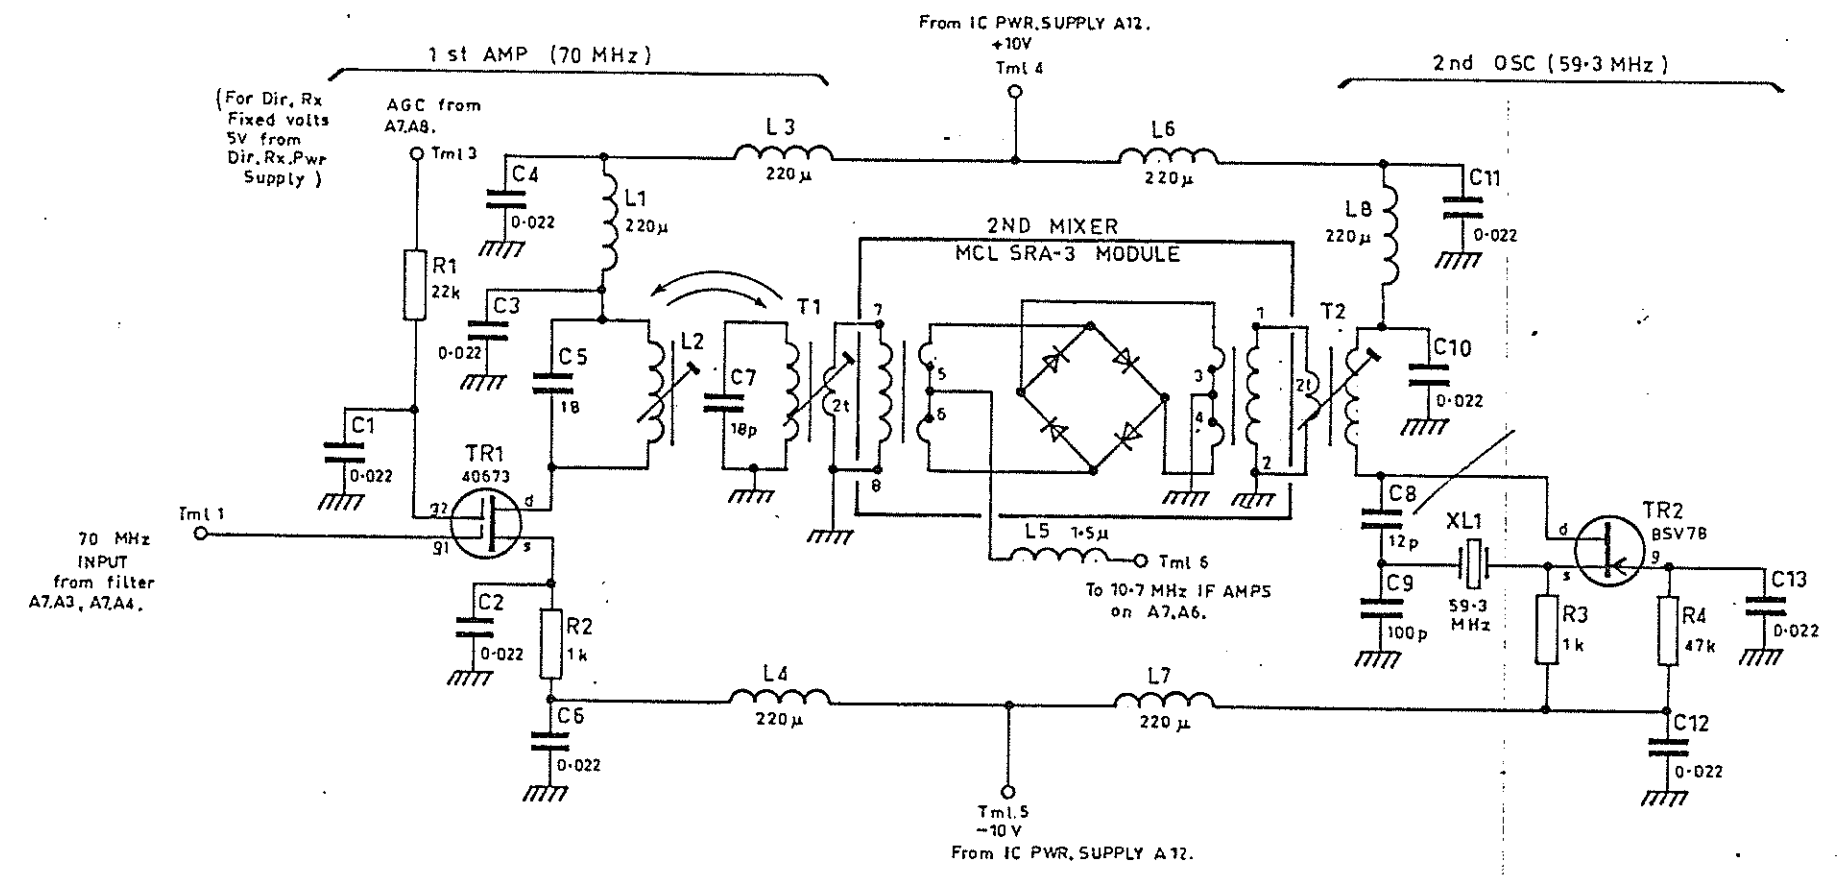 From IC PWR. SUPPLY A12.
+10V
Tml 4
1 st AMP (70 MHz)
2nd OSC (59·3 MHz)
(For Dir. Rx
Fixed volts
5V from
Dir. Rx. Pwr
Supply)
AGC from
A7.A8.
Tml 3
L3
220µ
L6
220µ
C4
0·022
L1
220µ
C11
0·022
L8
220µ
2ND MIXER
MCL SRA-3 MODULE
R1
22k
C3
0·022
C5
18
L2
C7
18p
T1
2t
7
8
5
6
3
4
1
2
T2
2t
C10
0·022
C1
0·022
TR1
40673
g2
g1
d
s
Tml 1
70 MHz
INPUT
from filter
A7.A3, A7.A4.
C2
0·022
R2
1k
L5 1·5µ
Tml 6
To 10·7 MHz IF AMPS
on A7.A6.
C8
12p
C9
100p
XL1
59·3
MHz
TR2
BSV78
d
s
g
R3
1k
R4
47k
C13
0·022
L4
220µ
L7
220µ
C6
0·022
C12
0·022
Tml. 5
-10V
From IC PWR. SUPPLY A12.